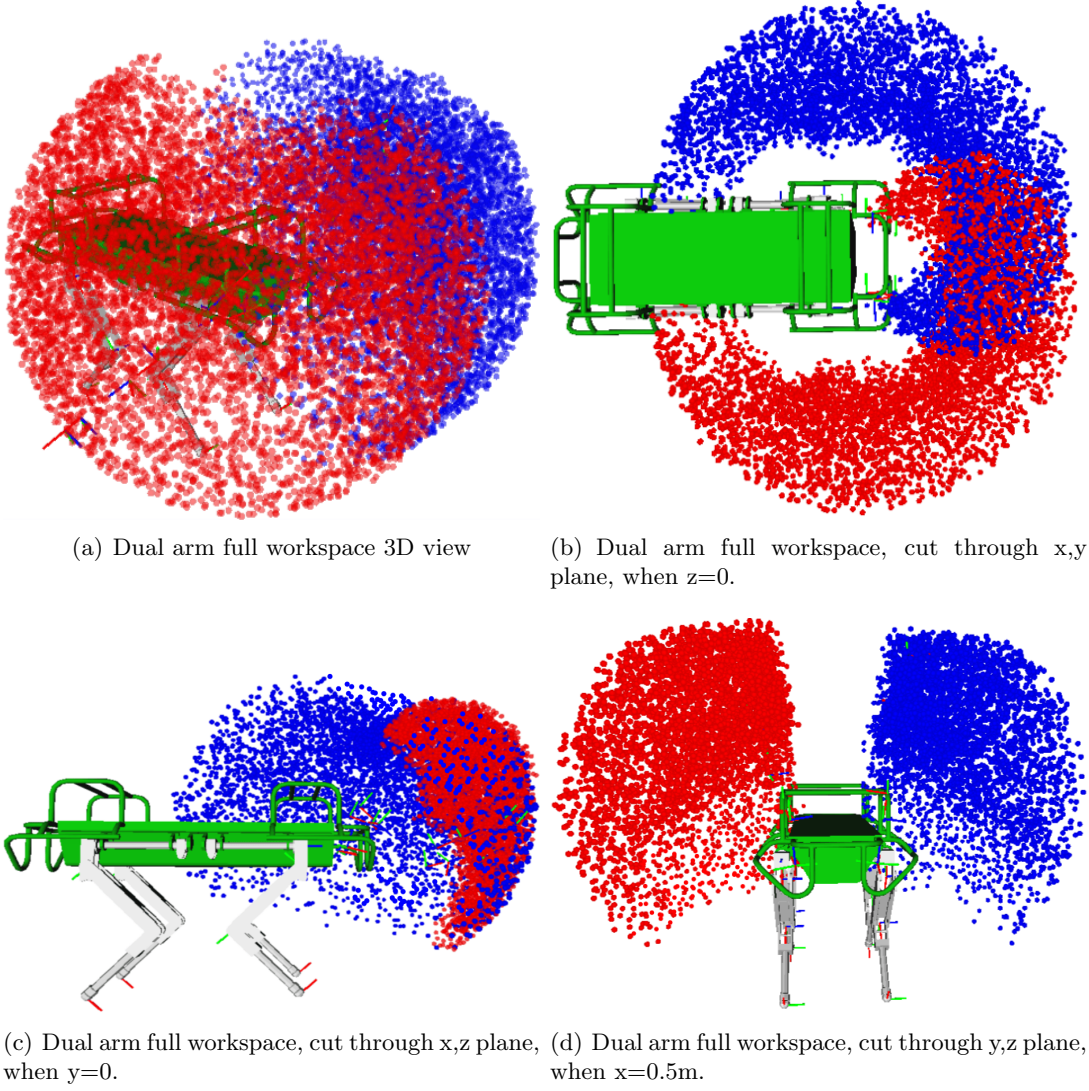 (a) Dual arm full workspace 3D view
(b) Dual arm full workspace, cut through x,y
plane, when z=0.
(c) Dual arm full workspace, cut through x,z plane,
when y=0.
(d) Dual arm full workspace, cut through y,z plane,
when x=0.5m.